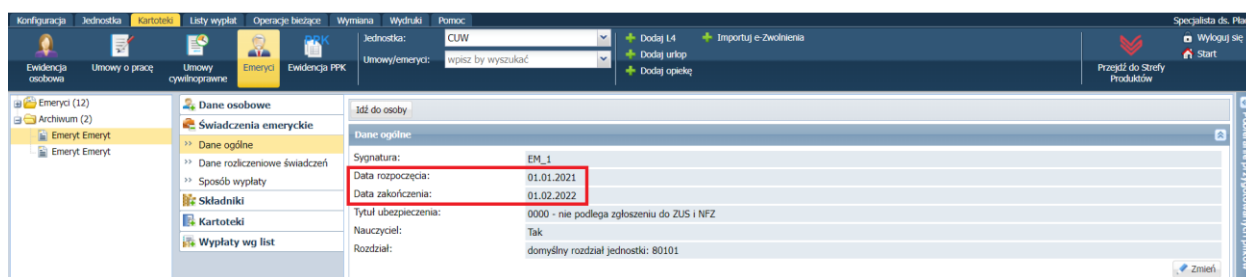 Konfiguracja Jednostka Kartoteki Listy wypłat Operacje bieżące Wymiana Wydruki Pomoc Specjalista ds. Płac
Ewidencja osobowa
Umowy o pracę
Umowy cywilnoprawne
Emeryci
Ewidencja PPK
Jednostka: CUW
Umowy/emeryci: wpisz by wyszukać
Dodaj L4 Importuj e-Zwolnienia
Dodaj urlop
Dodaj opiekę
Przejdź do Strefy Produktów
Wyloguj się
Start
Emeryci (12)
Archiwum (2)
Emeryt Emeryt
Emeryt Emeryt
Dane osobowe
Świadczenia emeryckie
Dane ogólne
Dane rozliczeniowe świadczeń
Sposób wypłaty
Składniki
Kartoteki
Wypłaty wg list
Idź do osoby
Dane ogólne
Sygnatura: EM_1
Data rozpoczęcia: 01.01.2021
Data zakończenia: 01.02.2022
Tytuł ubezpieczenia: 0000 - nie podlega zgłoszeniu do ZUS i NFZ
Nauczyciel: Tak
Rozdział: domyślny rozdział jednostki: 80101
Zmień